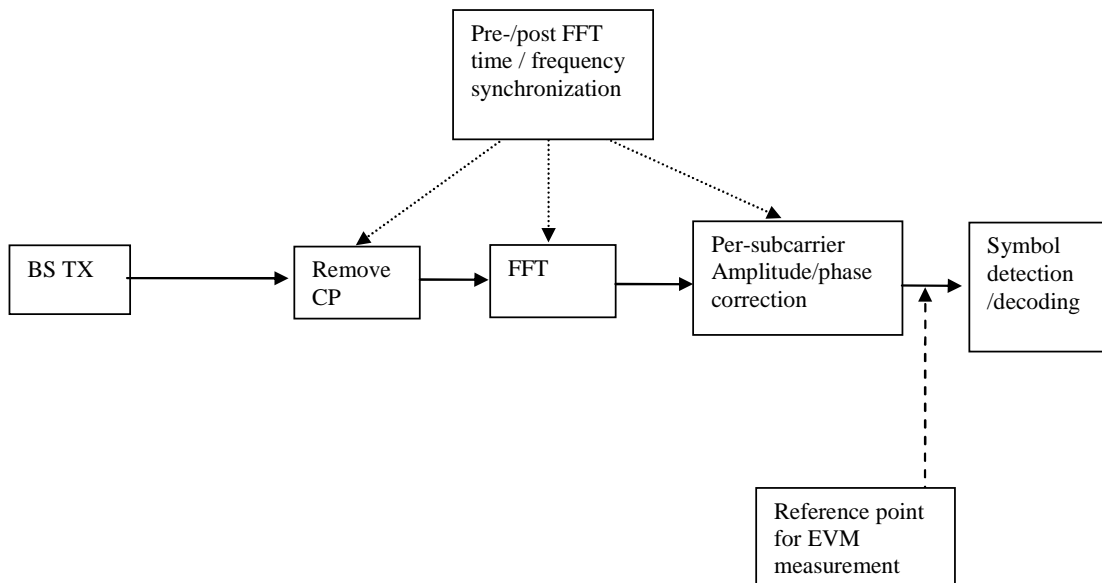 Pre-/post FFT
time / frequency
synchronization
BS TX
Remove
CP
FFT
Per-subcarrier
Amplitude/phase
correction
Symbol
detection
/decoding
Reference point
for EVM
measurement